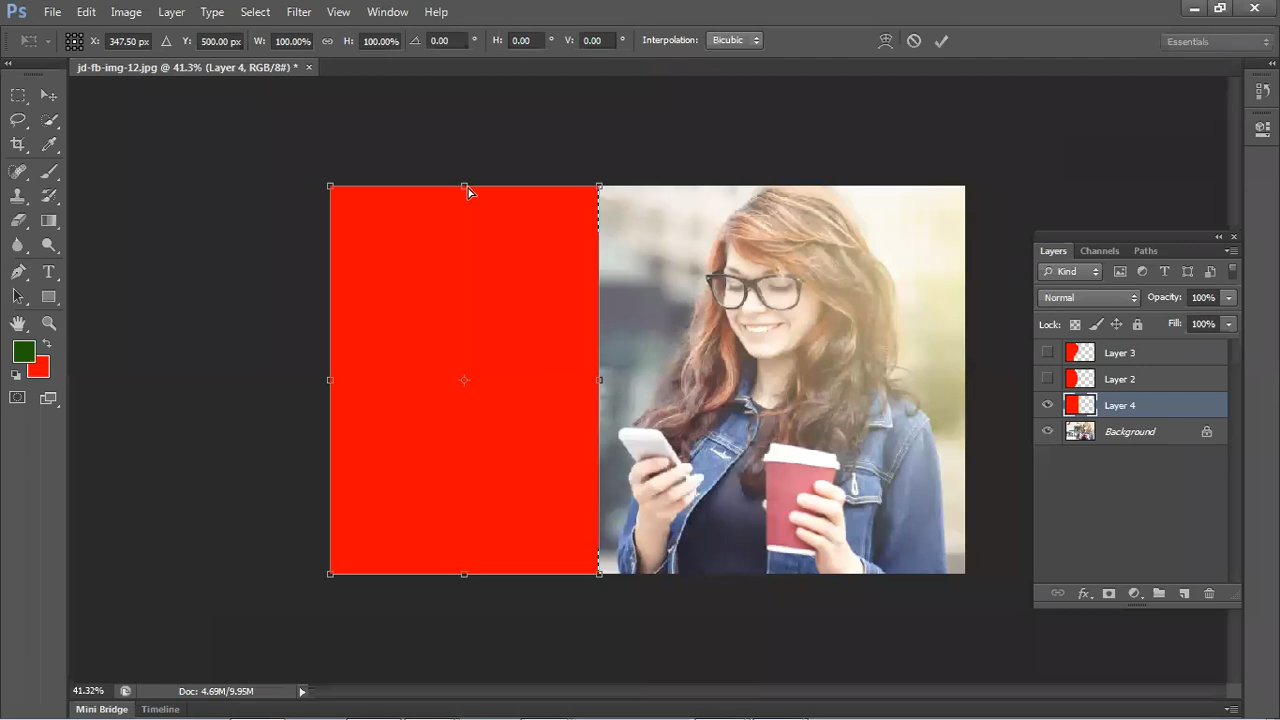 Ps File Edit Image Layer Type Select Filter View Window Help
X: 347.50 px Y: 500.00 px W: 100.00% H: 100.00% 0.00 ° H: 0.00 ° V: 0.00 ° Interpolation: Bicubic Essentials
jd-fb-img-12.jpg @ 41.3% (Layer 4, RGB/8#) * ×
Layers Channels Paths
Kind
Normal Opacity: 100%
Lock: Fill: 100%
Layer 3
Layer 2
Layer 4
Background
fx
41.32% Doc: 4.69M/9.95M
Mini Bridge Timeline